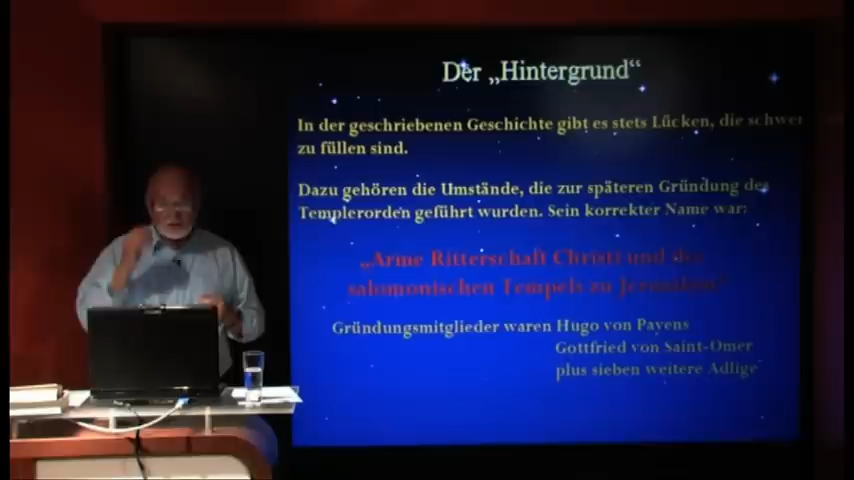 Der „Hintergrund“
In der geschriebenen Geschichte gibt es stets Lücken, die schwer
zu füllen sind.
Dazu gehören die Umstände, die zur späteren Gründung des
Templerorden geführt wurden. Sein korrekter Name war:
„Arme Ritterschaft Christi und des
salomonischen Tempels zu Jerusalem“
Gründungsmitglieder waren Hugo von Payens
Gottfried von Saint-Omer
plus sieben weitere Adlige